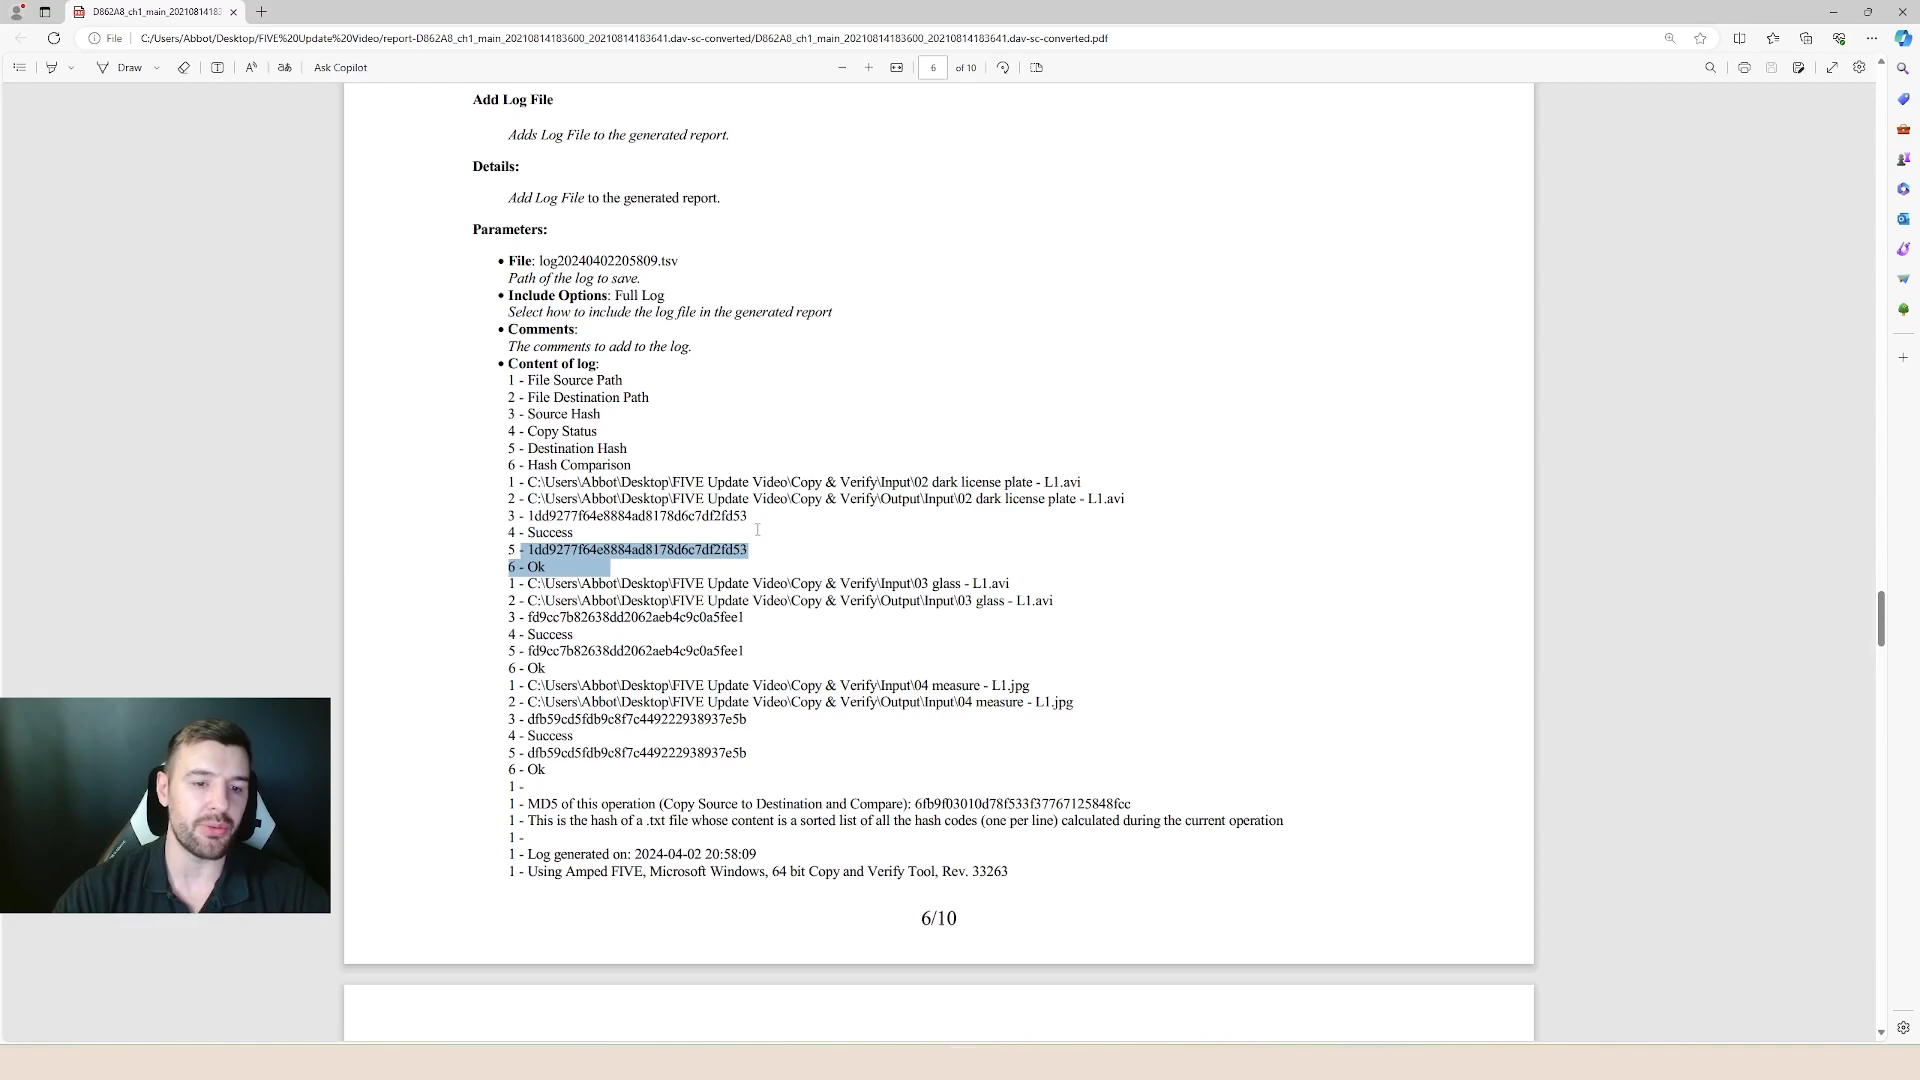 D862A8_ch1_main_2021081418
File
C:/Users/Abbot/Desktop/FIVE%20Update%20Video/report-D862A8_ch1_main_20210814183600_20210814183641.dav-sc-converted/D862A8_ch1_main_20210814183600_20210814183641.dav-sc-converted.pdf
Draw
Ask Copilot
6
of 10
Add Log File
Adds Log File to the generated report.
Details:
Add Log File to the generated report.
Parameters:
• File: log20240402205809.tsv
Path of the log to save.
• Include Options: Full Log
Select how to include the log file in the generated report
• Comments:
The comments to add to the log.
• Content of log:
1 - File Source Path
2 - File Destination Path
3 - Source Hash
4 - Copy Status
5 - Destination Hash
6 - Hash Comparison
1 - C:\Users\Abbot\Desktop\FIVE Update Video\Copy & Verify\Input\02 dark license plate - L1.avi
2 - C:\Users\Abbot\Desktop\FIVE Update Video\Copy & Verify\Output\Input\02 dark license plate - L1.avi
3 - 1dd9277f64e8884ad8178d6c7df2fd53
4 - Success
5 - 1dd9277f64e8884ad8178d6c7df2fd53
6 - Ok
1 - C:\Users\Abbot\Desktop\FIVE Update Video\Copy & Verify\Input\03 glass - L1.avi
2 - C:\Users\Abbot\Desktop\FIVE Update Video\Copy & Verify\Output\Input\03 glass - L1.avi
3 - fd9cc7b82638dd2062aeb4c9c0a5fee1
4 - Success
5 - fd9cc7b82638dd2062aeb4c9c0a5fee1
6 - Ok
1 - C:\Users\Abbot\Desktop\FIVE Update Video\Copy & Verify\Input\04 measure - L1.jpg
2 - C:\Users\Abbot\Desktop\FIVE Update Video\Copy & Verify\Output\Input\04 measure - L1.jpg
3 - dfb59cd5fdb9c8f7c449222938937e5b
4 - Success
5 - dfb59cd5fdb9c8f7c449222938937e5b
6 - Ok
1 -
1 - MD5 of this operation (Copy Source to Destination and Compare): 6fb9f03010d78f533f37767125848fcc
1 - This is the hash of a .txt file whose content is a sorted list of all the hash codes (one per line) calculated during the current operation
1 -
1 - Log generated on: 2024-04-02 20:58:09
1 - Using Amped FIVE, Microsoft Windows, 64 bit Copy and Verify Tool, Rev. 33263
6/10